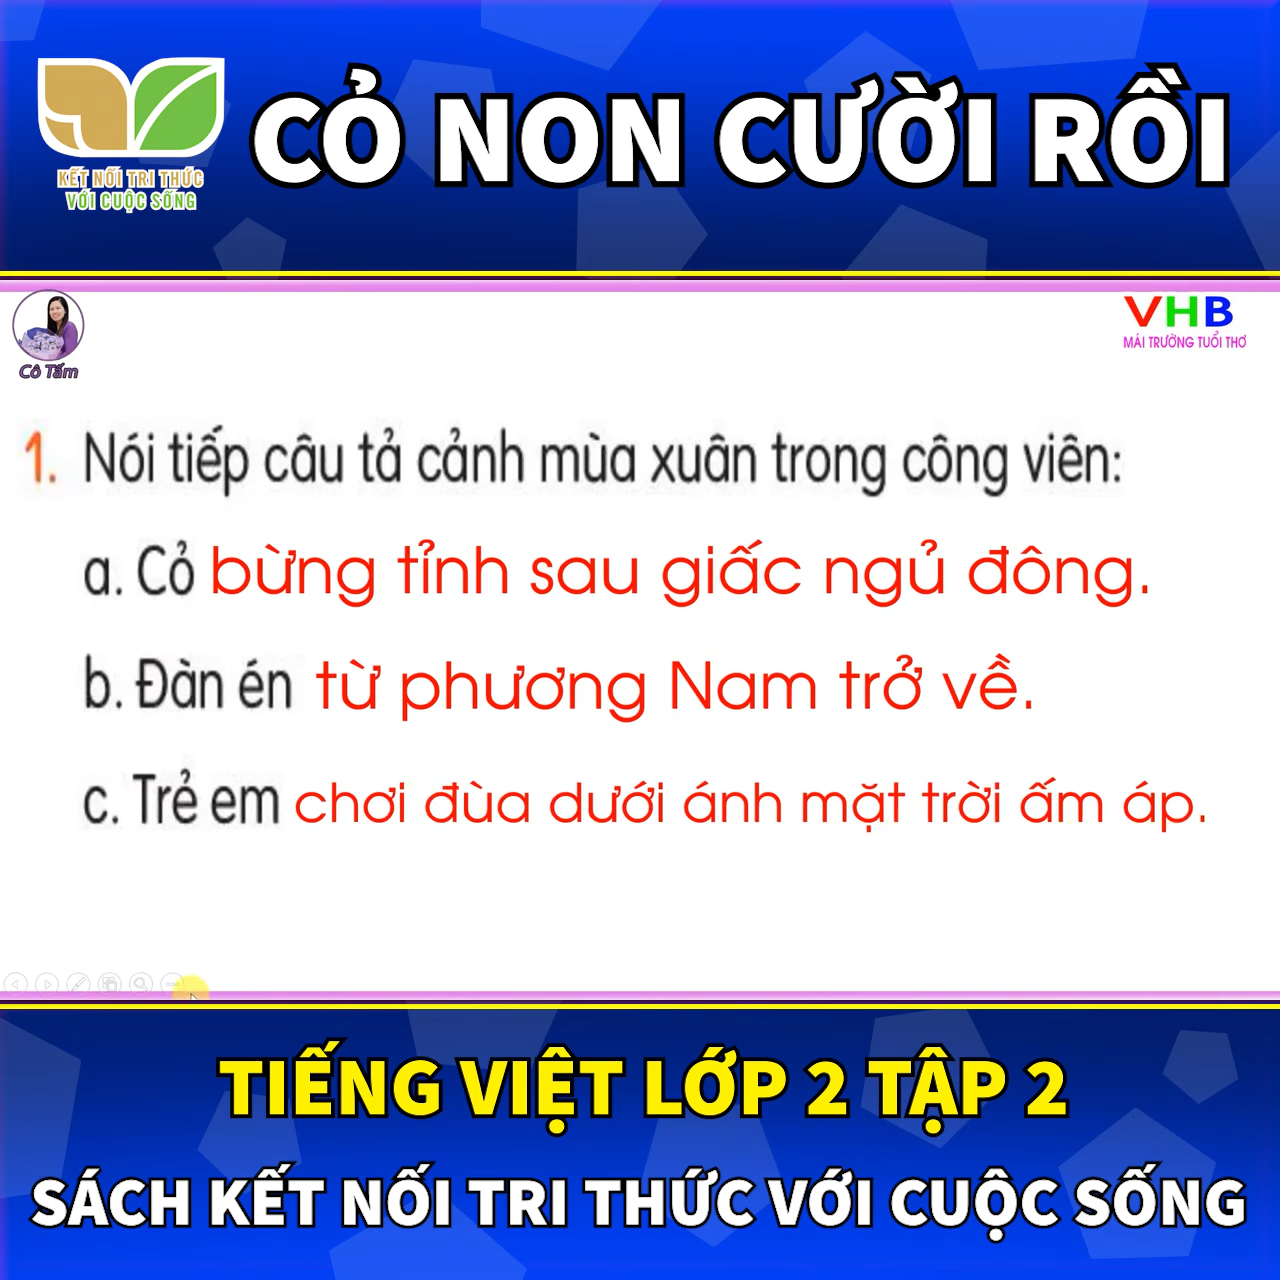 CỎ NON CƯỜI RỒI
KẾT NỐI TRI THỨC
VỚI CUỘC SỐNG
Cô Tấm
VHB
MÁI TRƯỜNG TUỔI THƠ
1. Nói tiếp câu tả cảnh mùa xuân trong công viên:
a. Cỏ bừng tỉnh sau giấc ngủ đông.
b. Đàn én từ phương Nam trở về.
c. Trẻ em chơi đùa dưới ánh mặt trời ấm áp.
TIẾNG VIỆT LỚP 2 TẬP 2
SÁCH KẾT NỐI TRI THỨC VỚI CUỘC SỐNG